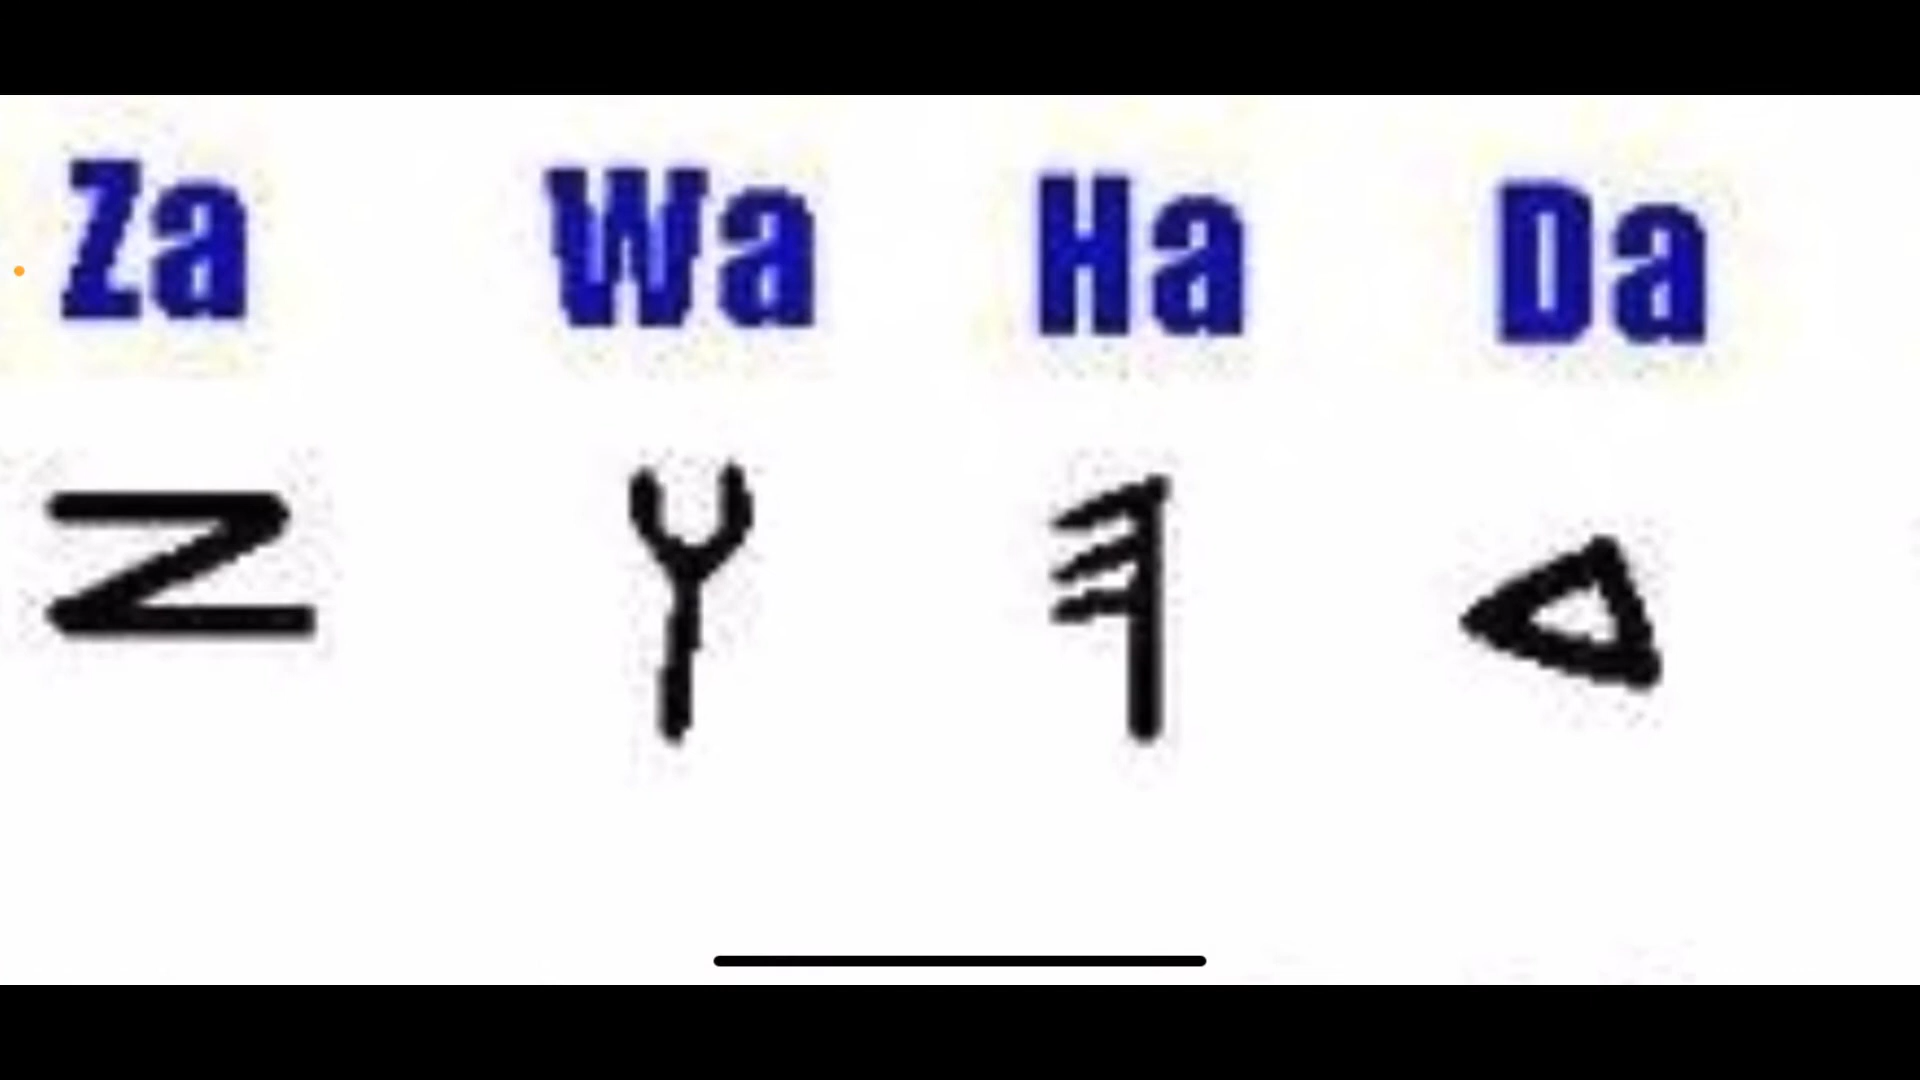 Za Wa Ha Da
𐤆 𐤅 𐤄 𐤃